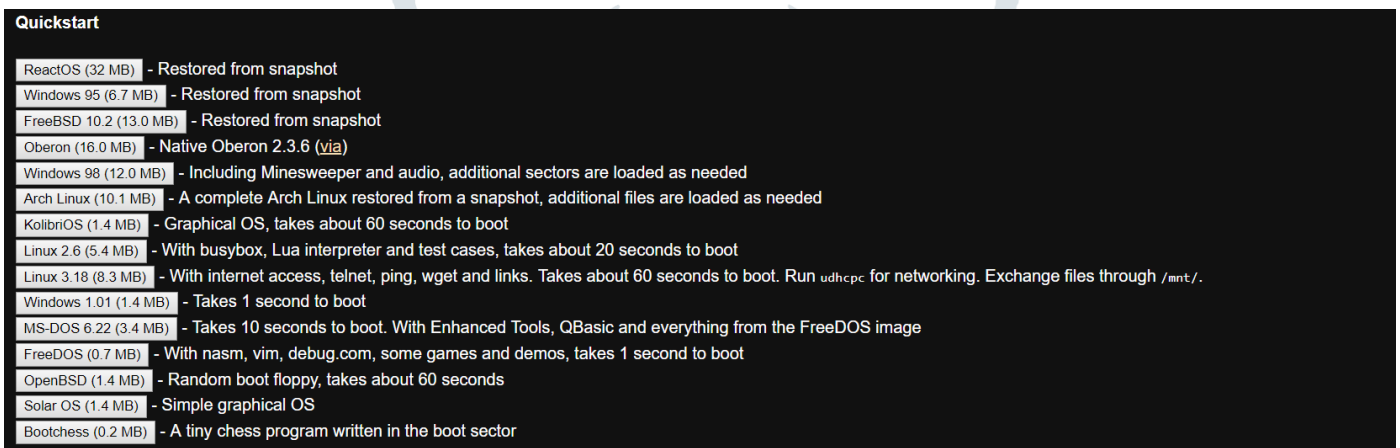 Quickstart
ReactOS (32 MB) - Restored from snapshot
Windows 95 (6.7 MB) - Restored from snapshot
FreeBSD 10.2 (13.0 MB) - Restored from snapshot
Oberon (16.0 MB) - Native Oberon 2.3.6 (via)
Windows 98 (12.0 MB) - Including Minesweeper and audio, additional sectors are loaded as needed
Arch Linux (10.1 MB) - A complete Arch Linux restored from a snapshot, additional files are loaded as needed
KolibriOS (1.4 MB) - Graphical OS, takes about 60 seconds to boot
Linux 2.6 (5.4 MB) - With busybox, Lua interpreter and test cases, takes about 20 seconds to boot
Linux 3.18 (8.3 MB) - With internet access, telnet, ping, wget and links. Takes about 60 seconds to boot. Run udhcpc for networking. Exchange files through /mnt/.
Windows 1.01 (1.4 MB) - Takes 1 second to boot
MS-DOS 6.22 (3.4 MB) - Takes 10 seconds to boot. With Enhanced Tools, QBasic and everything from the FreeDOS image
FreeDOS (0.7 MB) - With nasm, vim, debug.com, some games and demos, takes 1 second to boot
OpenBSD (1.4 MB) - Random boot floppy, takes about 60 seconds
Solar OS (1.4 MB) - Simple graphical OS
Bootchess (0.2 MB) - A tiny chess program written in the boot sector